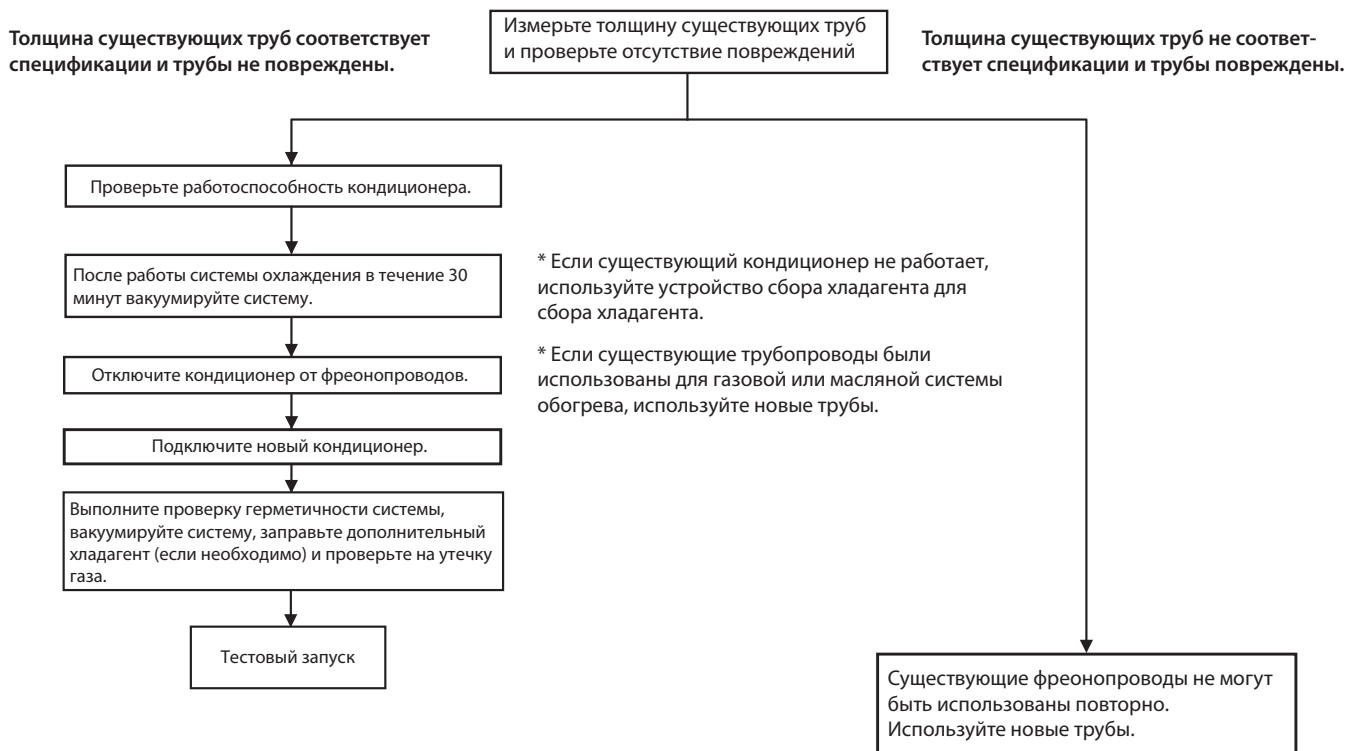 Измерьте толщину существующих труб
и проверьте отсутствие повреждений
Толщина существующих труб соответствует
спецификации и трубы не повреждены.
Толщина существующих труб не соответ-
ствует спецификации и трубы повреждены.
Проверьте работоспособность кондиционера.
После работы системы охлаждения в течение 30
минут вакуумируйте систему.
Отключите кондиционер от фреонопроводов.
Подключите новый кондиционер.
Выполните проверку герметичности системы,
вакуумируйте систему, заправьте дополнительный
хладагент (если необходимо) и проверьте на утечку
газа.
Тестовый запуск
* Если существующий кондиционер не работает,
используйте устройство сбора хладагента для
сбора хладагента.
* Если существующие трубопроводы были
использованы для газовой или масляной системы
обогрева, используйте новые трубы.
Существующие фреонопроводы не могут
быть использованы повторно.
Используйте новые трубы.